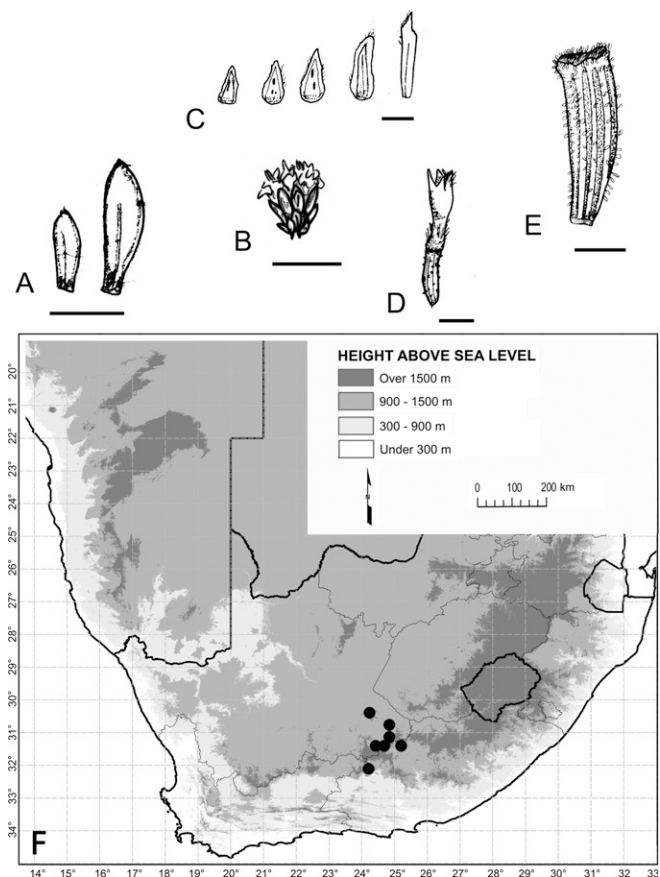 C
E
B
A
D
HEIGHT ABOVE SEA LEVEL
Over 1500 m
900 - 1500 m
300 - 900 m
Under 300 m
N
0 100 200 km
20°
21°
22°
23°
24°
25°
26°
27°
28°
29°
30°
31°
32°
33°
34°
F
14° 15° 16° 17° 18° 19° 20° 21° 22° 23° 24° 25° 26° 27° 28° 29° 30° 31° 32° 33